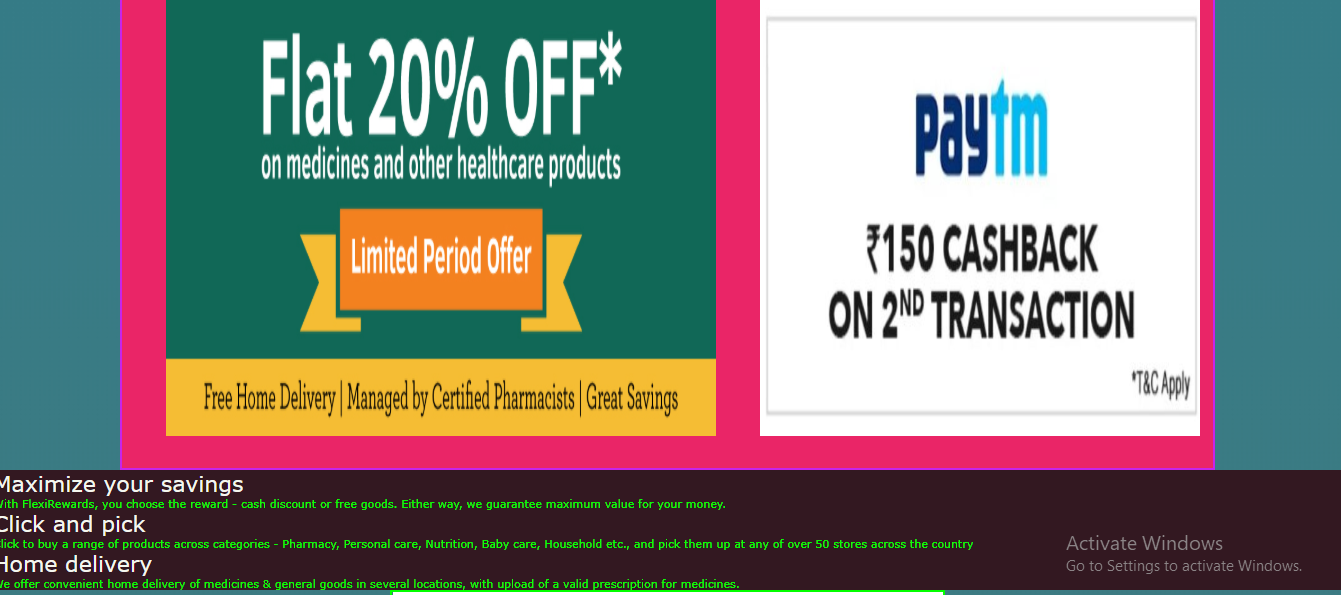 Flat 20% OFF*
on medicines and other healthcare products
Limited Period Offer
Free Home Delivery | Managed by Certified Pharmacists | Great Savings
paytm
₹150 CASHBACK
ON 2ND TRANSACTION
*T&C Apply
Maximize your savings
With FlexiRewards, you choose the reward - cash discount or free goods. Either way, we guarantee maximum value for your money.
Click and pick
Click to buy a range of products across categories - Pharmacy, Personal care, Nutrition, Baby care, Household etc., and pick them up at any of over 50 stores across the country
Home delivery
We offer convenient home delivery of medicines & general goods in several locations, with upload of a valid prescription for medicines.
Activate Windows
Go to Settings to activate Windows.